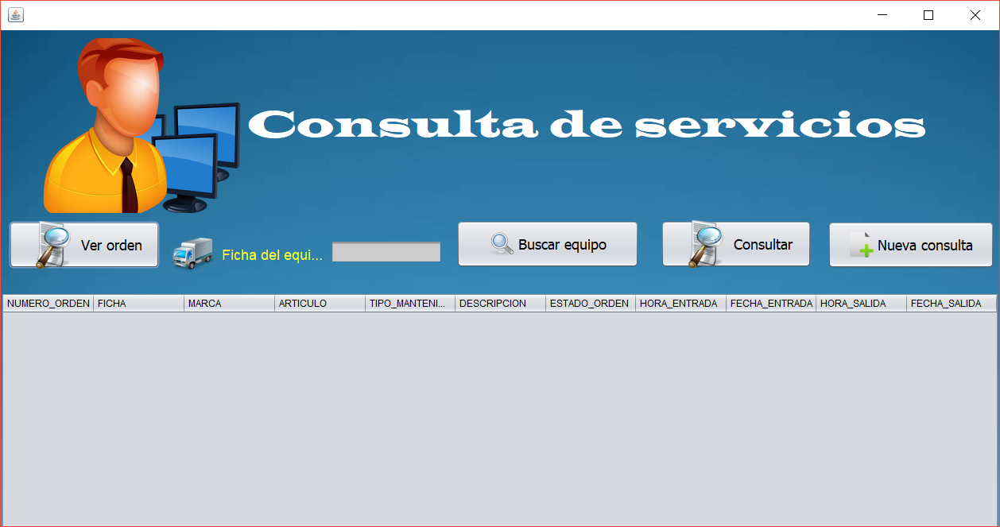 Consulta de servicios
Ver orden
Ficha del equi...
Buscar equipo
Consultar
Nueva consulta
NUMERO_ORDEN FICHA MARCA ARTICULO TIPO_MANTENI... DESCRIPCION ESTADO_ORDEN HORA_ENTRADA FECHA_ENTRADA HORA_SALIDA FECHA_SALIDA